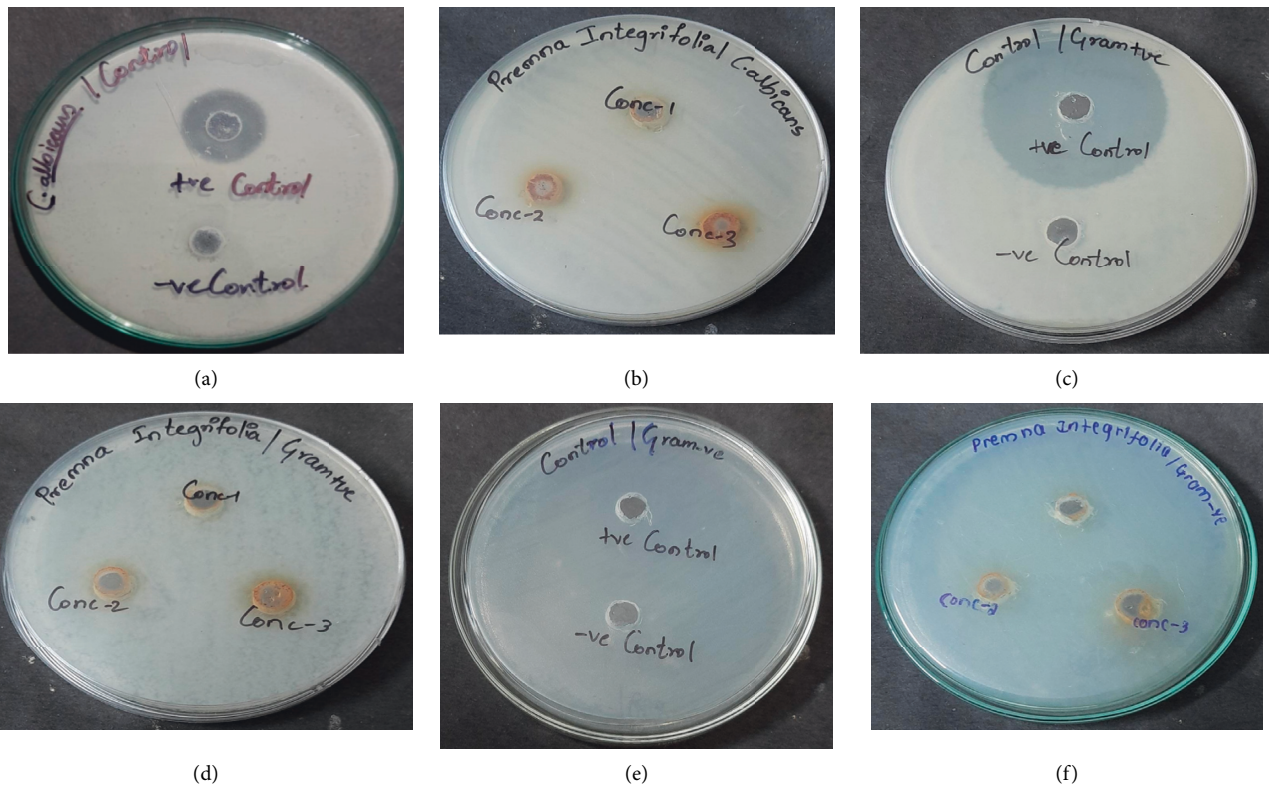 C.albicans / Control
+ve Control
-ve Control
(a)
Premna Integrifolia/ C.albicans
Conc-1
Conc-2
Conc-3
(b)
Control / Gram+ve
+ve Control
-ve Control
(c)
Premna Integrifolia/ Gram+ve
Conc-1
Conc-2
Conc-3
(d)
Control / Gram-ve
+ve Control
-ve Control
(e)
Premna Integrifolia/ Gram-ve
Conc-2
Conc-3
(f)